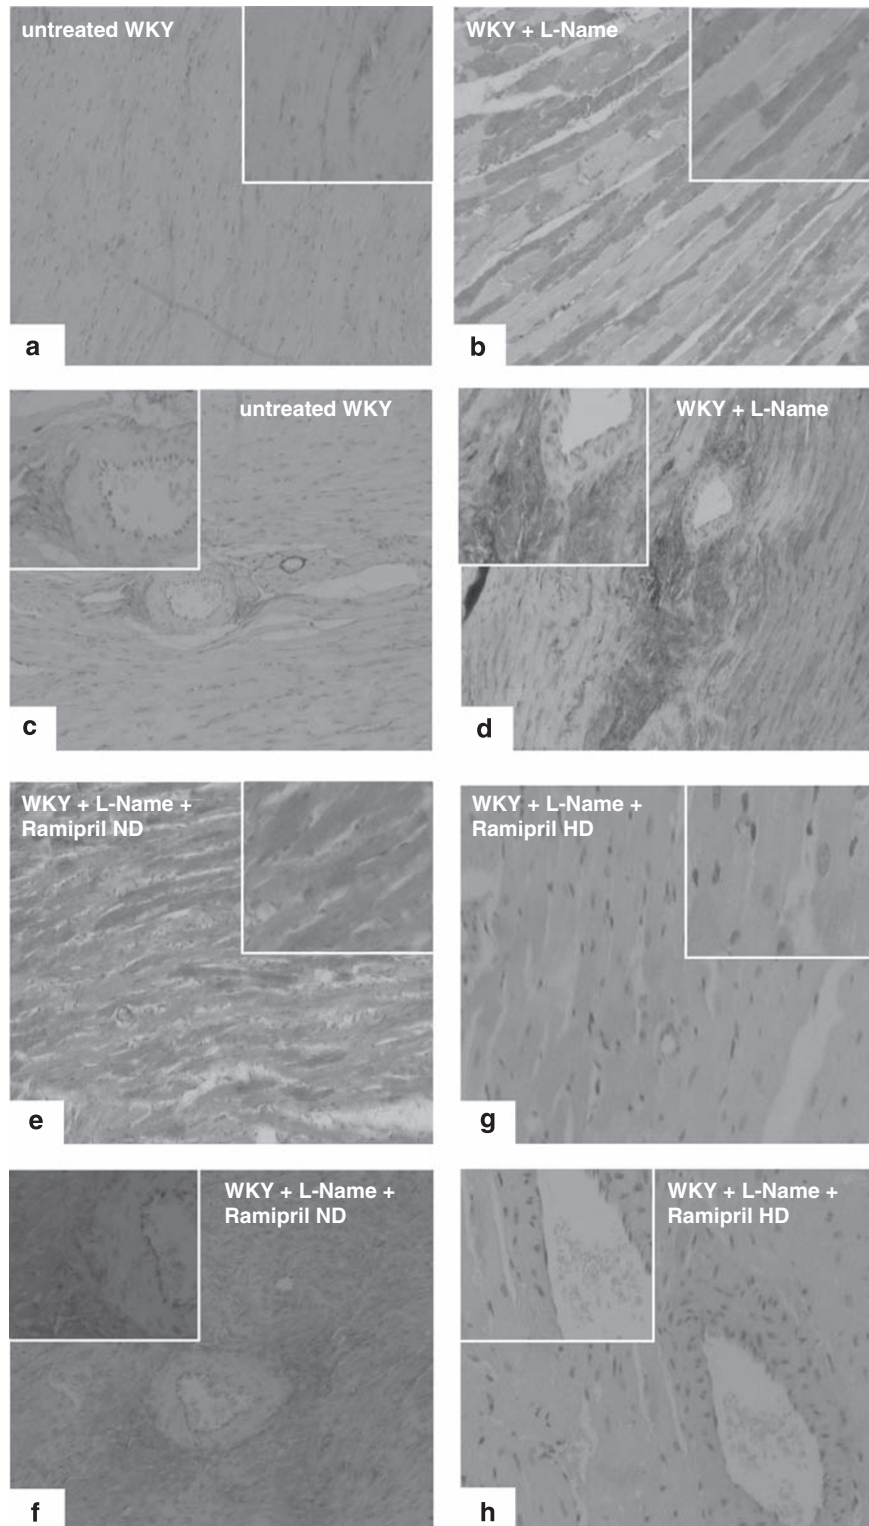 untreated WKY
a
WKY + L-Name
b
untreated WKY
c
WKY + L-Name
d
WKY + L-Name +
Ramipril ND
e
WKY + L-Name +
Ramipril HD
g
WKY + L-Name +
Ramipril ND
f
WKY + L-Name +
Ramipril HD
h